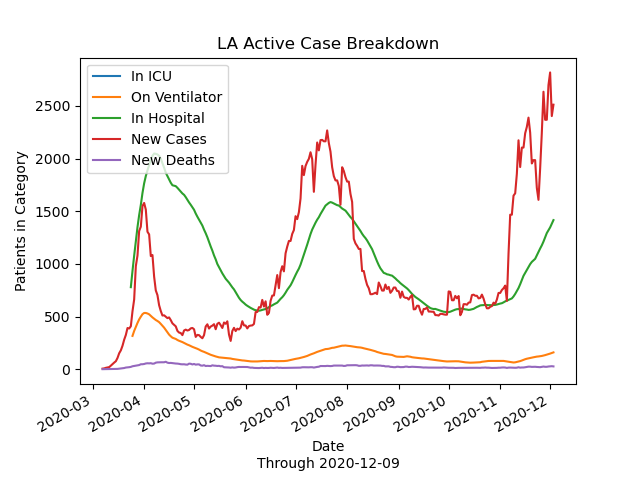 LA Active Case Breakdown
In ICU
On Ventilator
In Hospital
New Cases
New Deaths
Patients in Category
2500
2000
1500
1000
500
0
2020-03
2020-04
2020-05
2020-06
2020-07
2020-08
2020-09
2020-10
2020-11
2020-12
Date
Through 2020-12-09